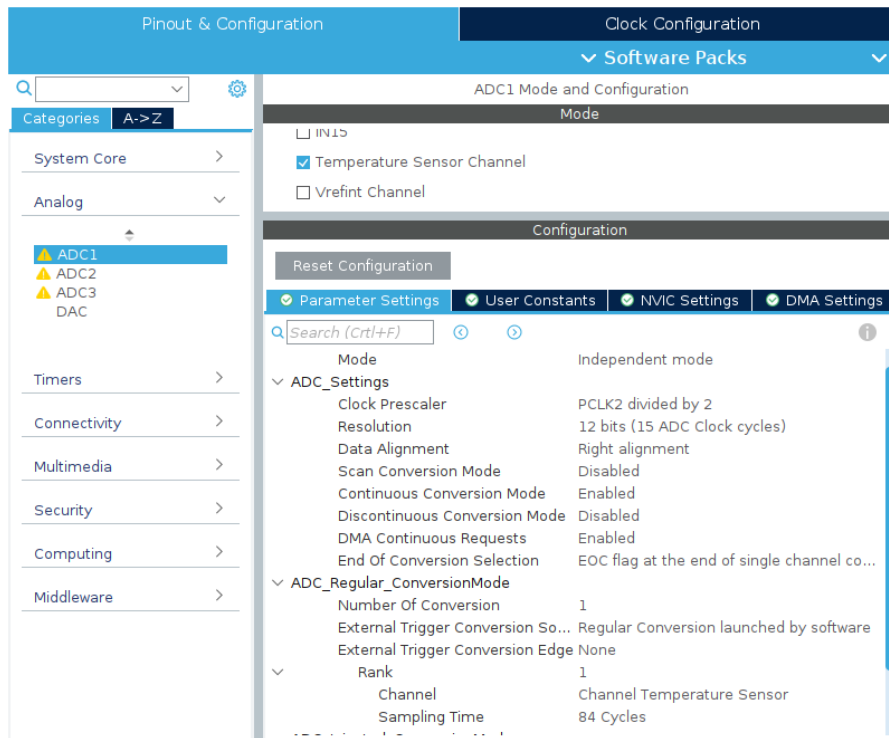 Pinout & Configuration
Clock Configuration
Software Packs
Categories
A->Z
System Core
Analog
ADC1
ADC2
ADC3
DAC
Timers
Connectivity
Multimedia
Security
Computing
Middleware
ADC1 Mode and Configuration
Mode
IN15
Temperature Sensor Channel
Vrefint Channel
Configuration
Reset Configuration
Parameter Settings
User Constants
NVIC Settings
DMA Settings
Search (Crtl+F)
Mode Independent mode
ADC_Settings
Clock Prescaler PCLK2 divided by 2
Resolution 12 bits (15 ADC Clock cycles)
Data Alignment Right alignment
Scan Conversion Mode Disabled
Continuous Conversion Mode Enabled
Discontinuous Conversion Mode Disabled
DMA Continuous Requests Enabled
End Of Conversion Selection EOC flag at the end of single channel co...
ADC_Regular_ConversionMode
Number Of Conversion 1
External Trigger Conversion So... Regular Conversion launched by software
External Trigger Conversion Edge None
Rank 1
Channel Channel Temperature Sensor
Sampling Time 84 Cycles